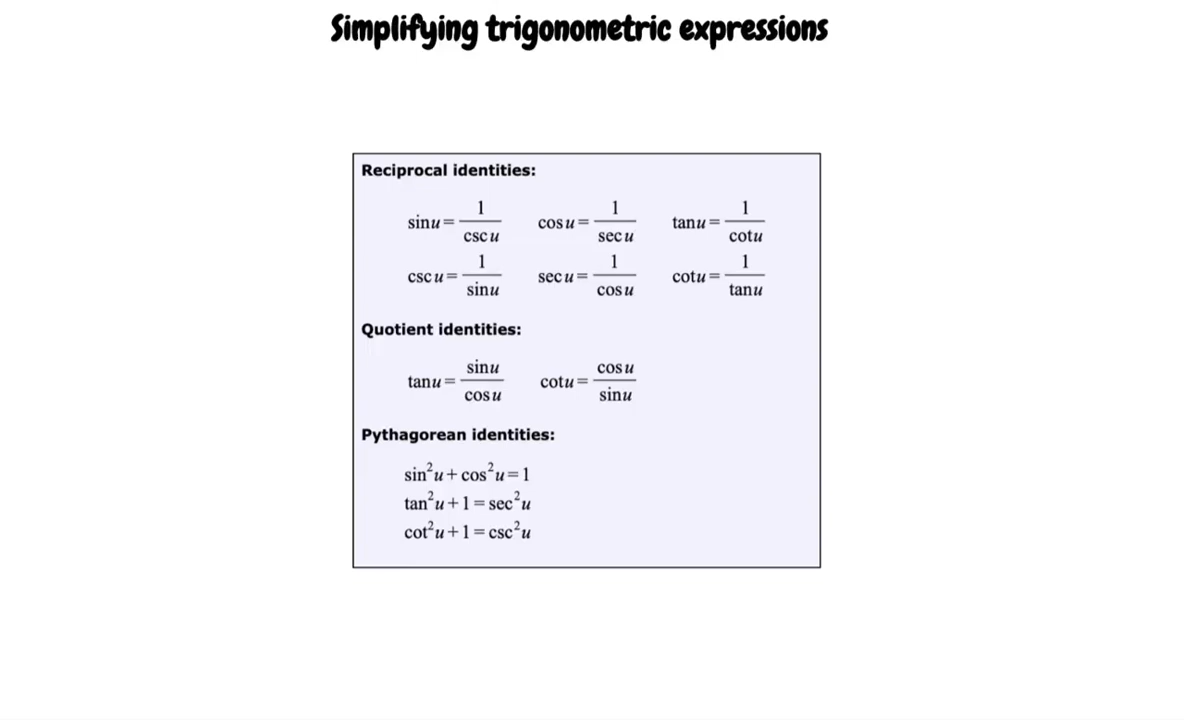 Simplifying trigonometric expressions
Reciprocal identities:
sin u = 1/csc u cos u = 1/sec u tan u = 1/cot u
csc u = 1/sin u sec u = 1/cos u cot u = 1/tan u
Quotient identities:
tan u = sin u/cos u cot u = cos u/sin u
Pythagorean identities:
sin²u + cos²u = 1
tan²u + 1 = sec²u
cot²u + 1 = csc²u